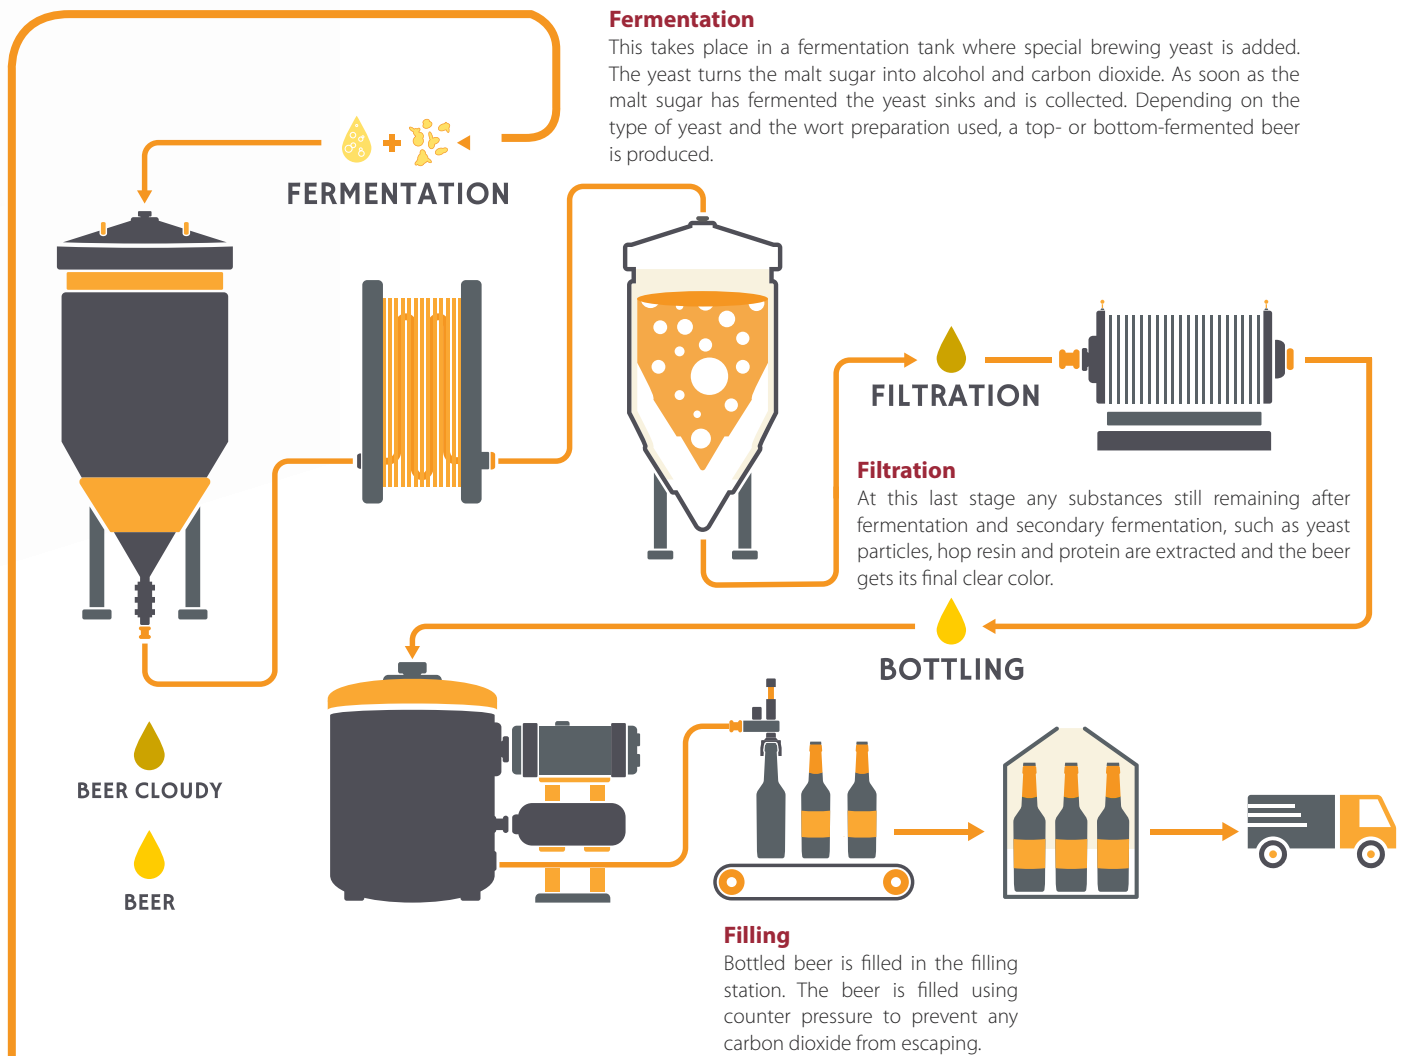 Fermentation
This takes place in a fermentation tank where special brewing yeast is added.
The yeast turns the malt sugar into alcohol and carbon dioxide. As soon as the
malt sugar has fermented the yeast sinks and is collected. Depending on the
type of yeast and the wort preparation used, a top- or bottom-fermented beer
is produced.
FERMENTATION
FILTRATION
Filtration
At this last stage any substances still remaining after
fermentation and secondary fermentation, such as yeast
particles, hop resin and protein are extracted and the beer
gets its final clear color.
BOTTLING
BEER CLOUDY
BEER
Filling
Bottled beer is filled in the filling
station. The beer is filled using
counter pressure to prevent any
carbon dioxide from escaping.